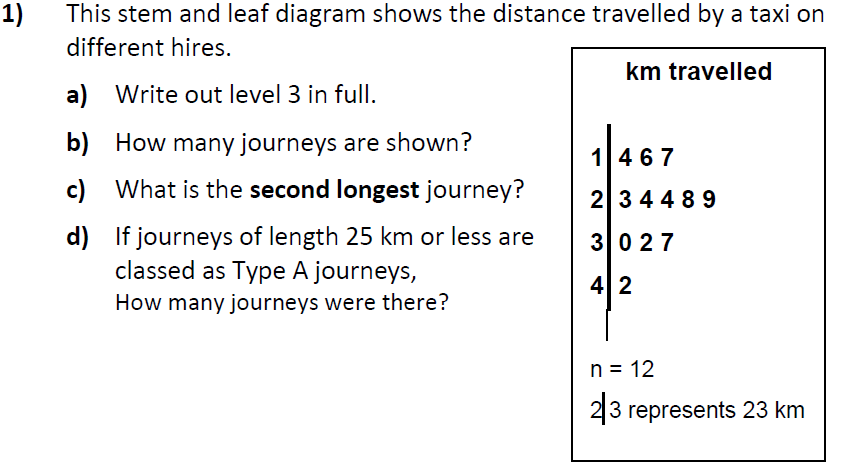 1) This stem and leaf diagram shows the distance travelled by a taxi on
different hires.
a) Write out level 3 in full.
b) How many journeys are shown?
c) What is the second longest journey?
d) If journeys of length 25 km or less are
classed as Type A journeys,
How many journeys were there?
km travelled
1 | 4 6 7
2 | 3 4 4 8 9
3 | 0 2 7
4 | 2
n = 12
2|3 represents 23 km